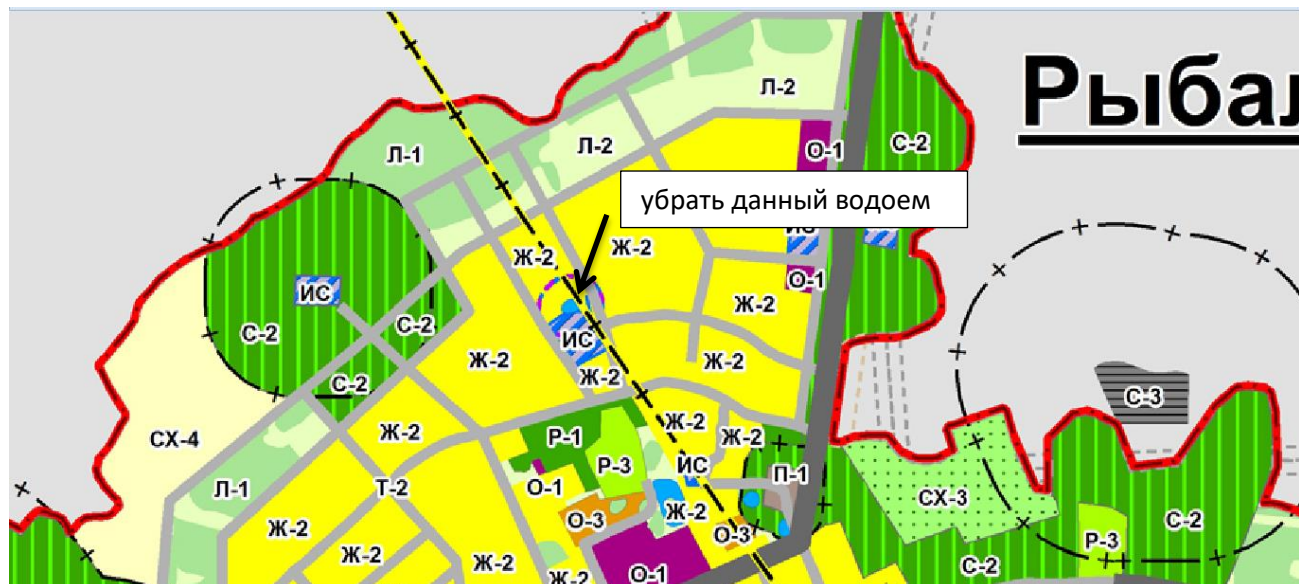 Рыбал
Л-2
Л-2
Л-1
О-1
С-2
убрать данный водоем
ИС
Ж-2
Ж-2
О-1
ИС
С-2
С-2
Ж-2
ИС
Ж-2
Ж-2
Ж-2
С-2
С-3
СХ-4
Ж-2
Р-1
Ж-2
Ж-2
Р-3
ИС
П-1
Л-1
Т-2
О-1
СХ-3
С-2
Ж-2
О-3
Ж-2
О-3
Р-3
Ж-2
Ж-2
Ж-2
О-1
С-2